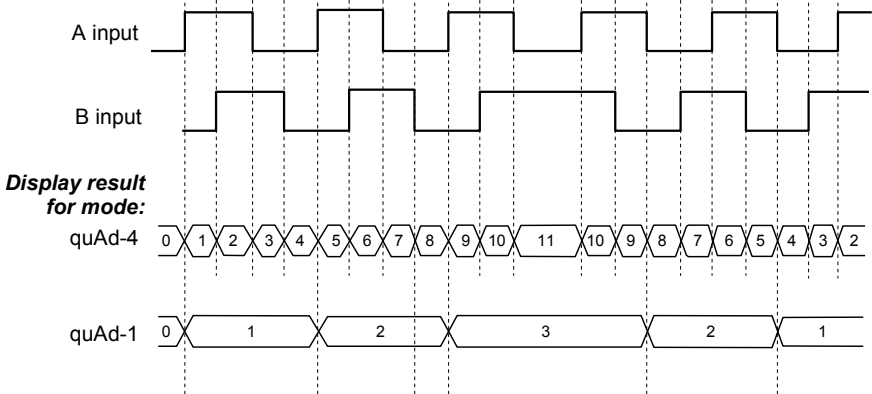 A input
B input
Display result
for mode:
quAd-4 0 1 2 3 4 5 6 7 8 9 10 11 10 9 8 7 6 5 4 3 2
quAd-1 0 1 2 3 2 1